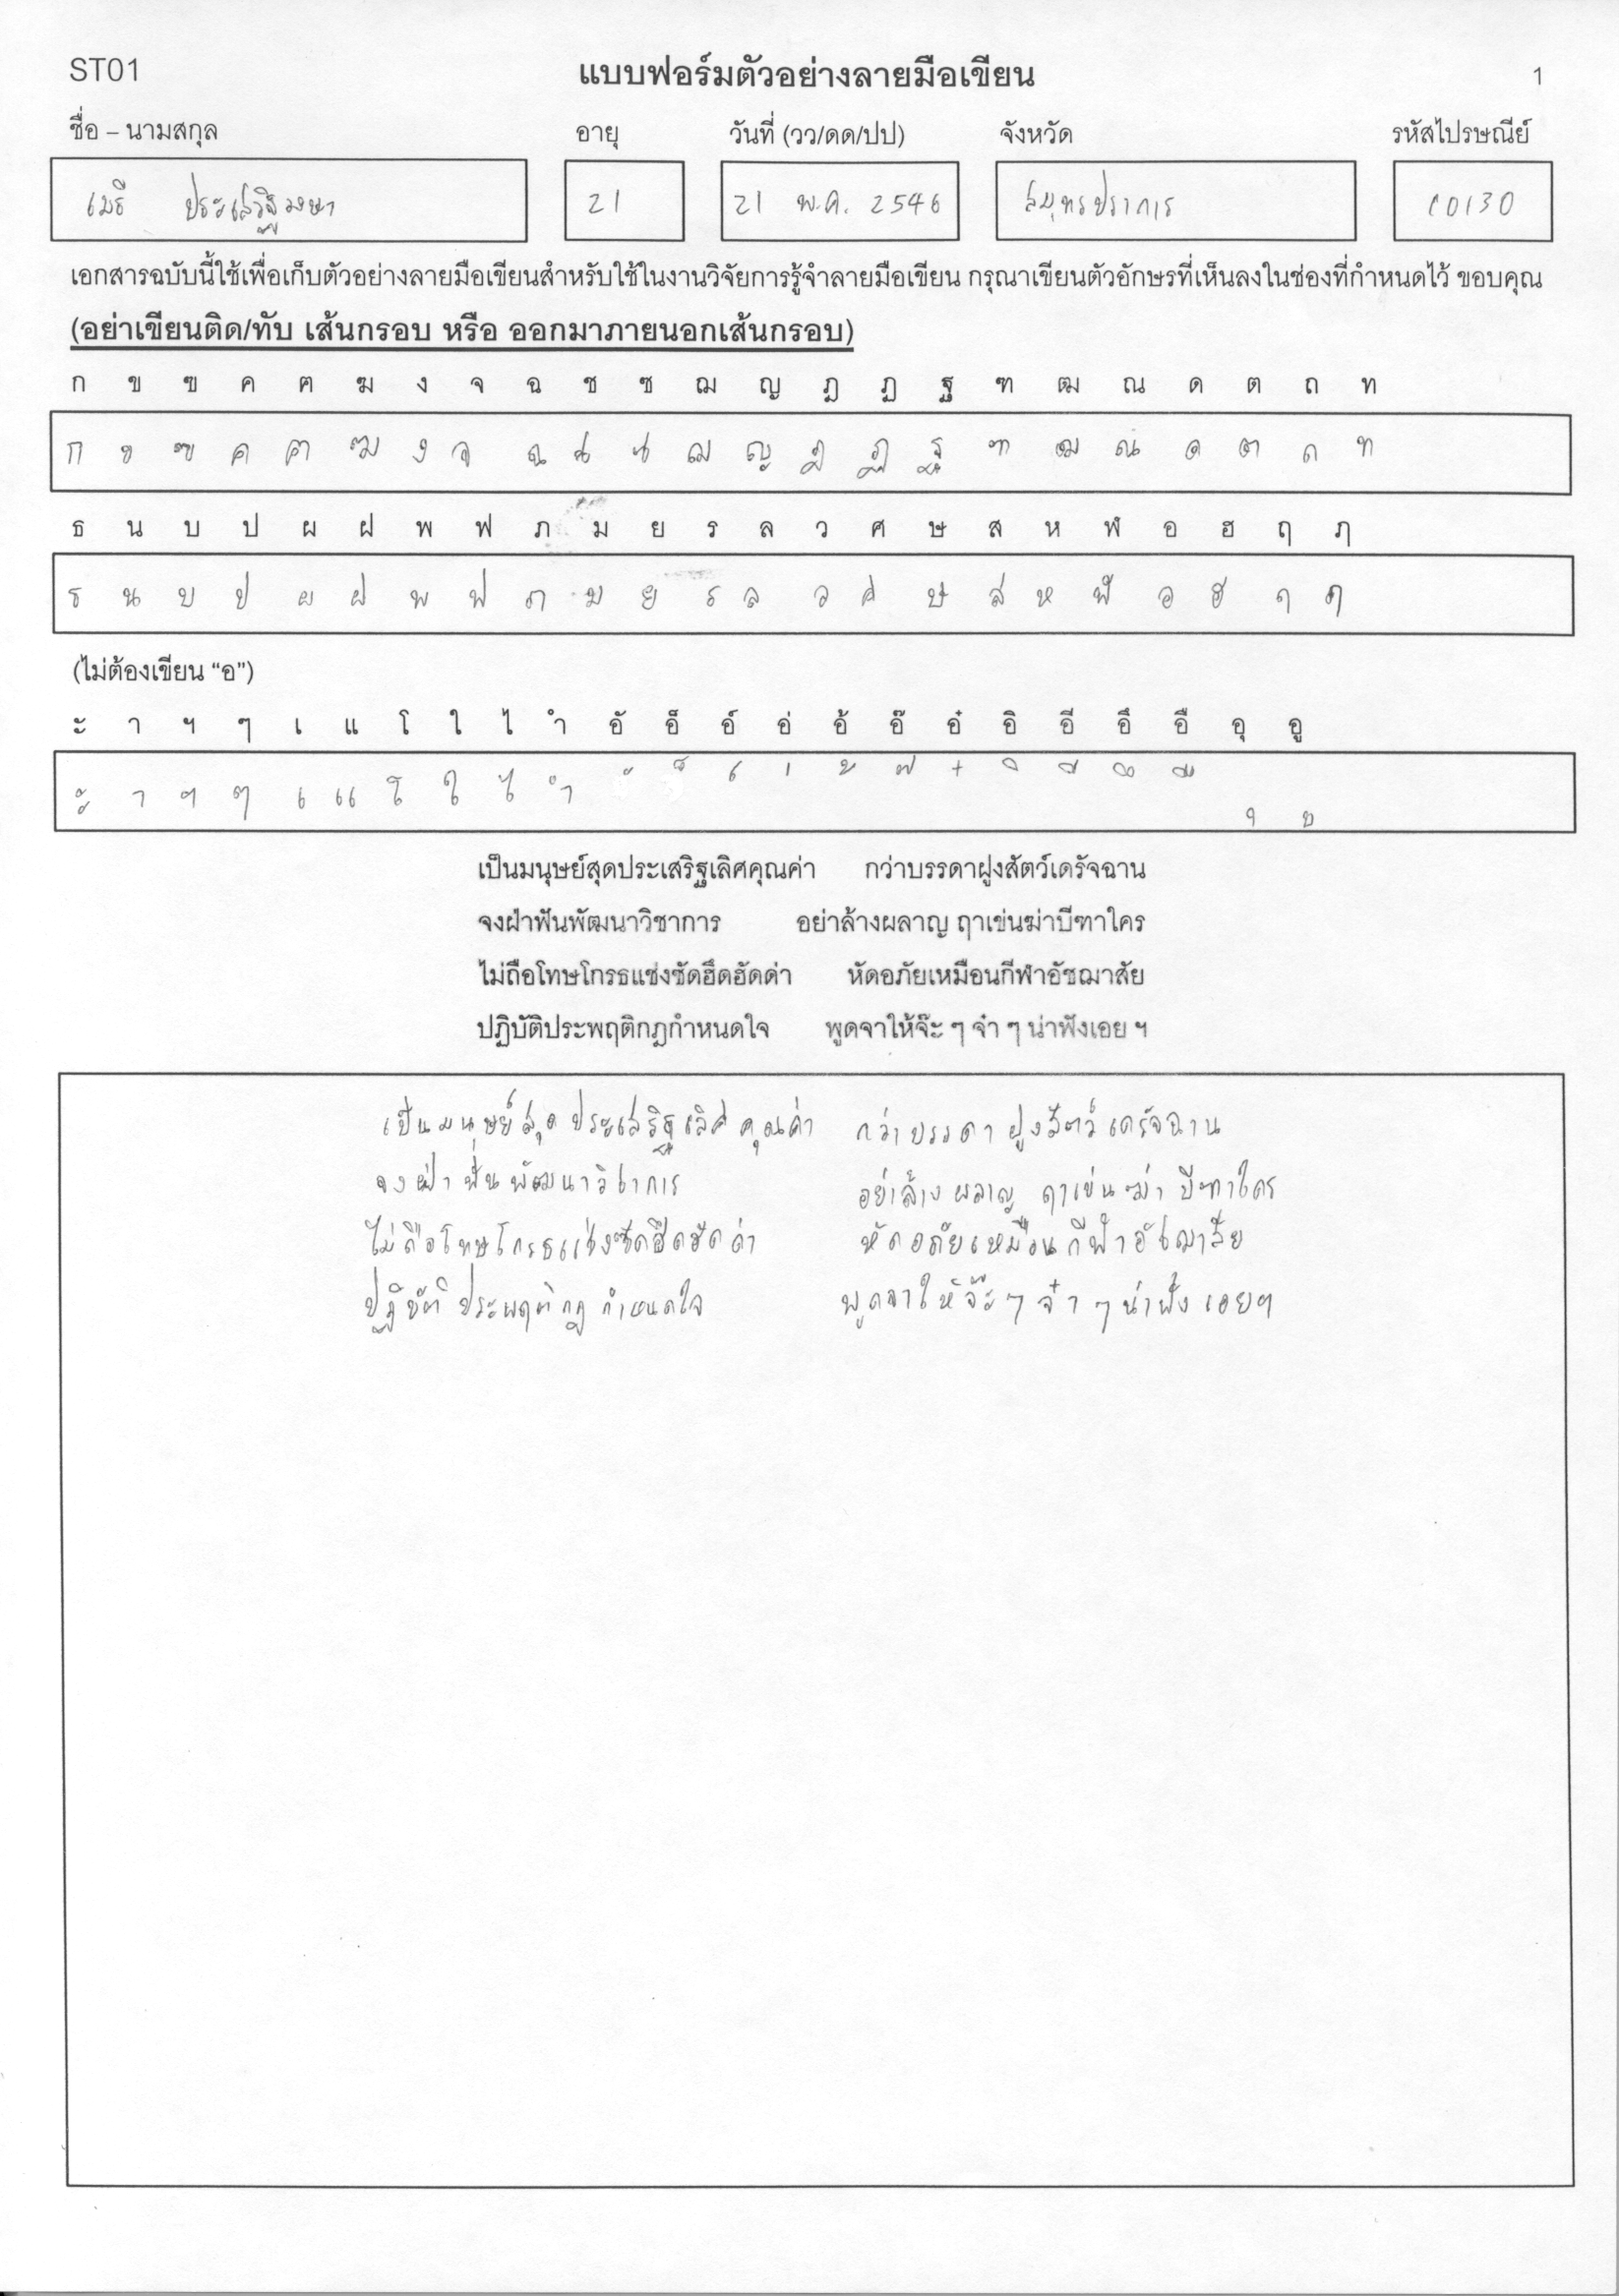 ST01 แบบฟอร์มตัวอย่างลายมือเขียน 1
ชื่อ – นามสกุล อายุ วันที่ (วว/ดด/ปป) จังหวัด รหัสไปรษณีย์
เมธี 21 21 พ.ค. 2546 สมุทรปราการ 10130
เอกสารฉบับนี้ใช้เพื่อเก็บตัวอย่างลายมือเขียนสำหรับใช้ในงานวิจัยการรู้จำลายมือเขียน กรุณาเขียนตัวอักษรที่เห็นลงในช่องที่กำหนดไว้ ขอบคุณ
(อย่าเขียนติด/ทับ เส้นกรอบ หรือ ออกมาภายนอกเส้นกรอบ)
ก ข ฃ ค ฅ ฆ ง จ ฉ ช ซ ฌ ญ ฎ ฏ ฐ ฑ ฒ ณ ด ต ถ ท
ก ข ฃ ค ฅ ฆ ง จ ฉ ช ซ ฌ ญ ฎ ฏ ฐ ฑ ฒ ณ ด ต ถ ท
ธ น บ ป ผ ฝ พ ฟ ภ ม ย ร ล ว ศ ษ ส ห ฬ อ ฮ ฤ ฦ
ธ น บ ป ผ ฝ พ ฟ ภ ม ย ร ล ว ศ ษ ส ห ฬ อ ฮ ฤ ฦ
(ไม่ต้องเขียน “อ”)
ะ า ฯ ๆ เ แ โ ใ ไ ำ อั อ็ อ์ อ่ อ้ อ๊ อ๋ อิ อี อึ อื อุ อู
ะ า ฯ ๆ เ แ โ ใ ไ ำ ั ็ ์ ่ ้ ๊ ๋ ิ ี ึ ื ุ ู
เป็นมนุษย์สุดประเสริฐเลิศคุณค่า กว่าบรรดาฝูงสัตว์เดรัจฉาน
จงฝ่าฟันพัฒนาวิชาการ อย่าล้างผลาญ ฤาเข่นฆ่าบีฑาใคร
ไม่ถือโทษโกรธแช่งซัดฮึดฮัดด่า หัดอภัยเหมือนกีฬาอัชฌาสัย
ปฏิบัติประพฤติกฎกำหนดใจ พูดจาให้จ๊ะ ๆ จ๋า ๆ น่าฟังเอย ฯ
เป็นมนุษย์สุดประเสริฐเลิศคุณค่า กว่าบรรดาฝูงสัตว์เดรัจฉาน
จงฝ่าฟันพัฒนาวิชาการ อย่าล้างผลาญ ฤาเข่นฆ่า บีฑาใคร
ไม่ถือโทษโกรธแช่งซัดฮึดฮัดด่า หัดอภัยเหมือนกีฬาอัชฌาสัย
ปฏิบัติประพฤติกฎกำหนดใจ พูดจาให้จ๊ะๆ จ๋าๆ น่าฟังเอยฯ